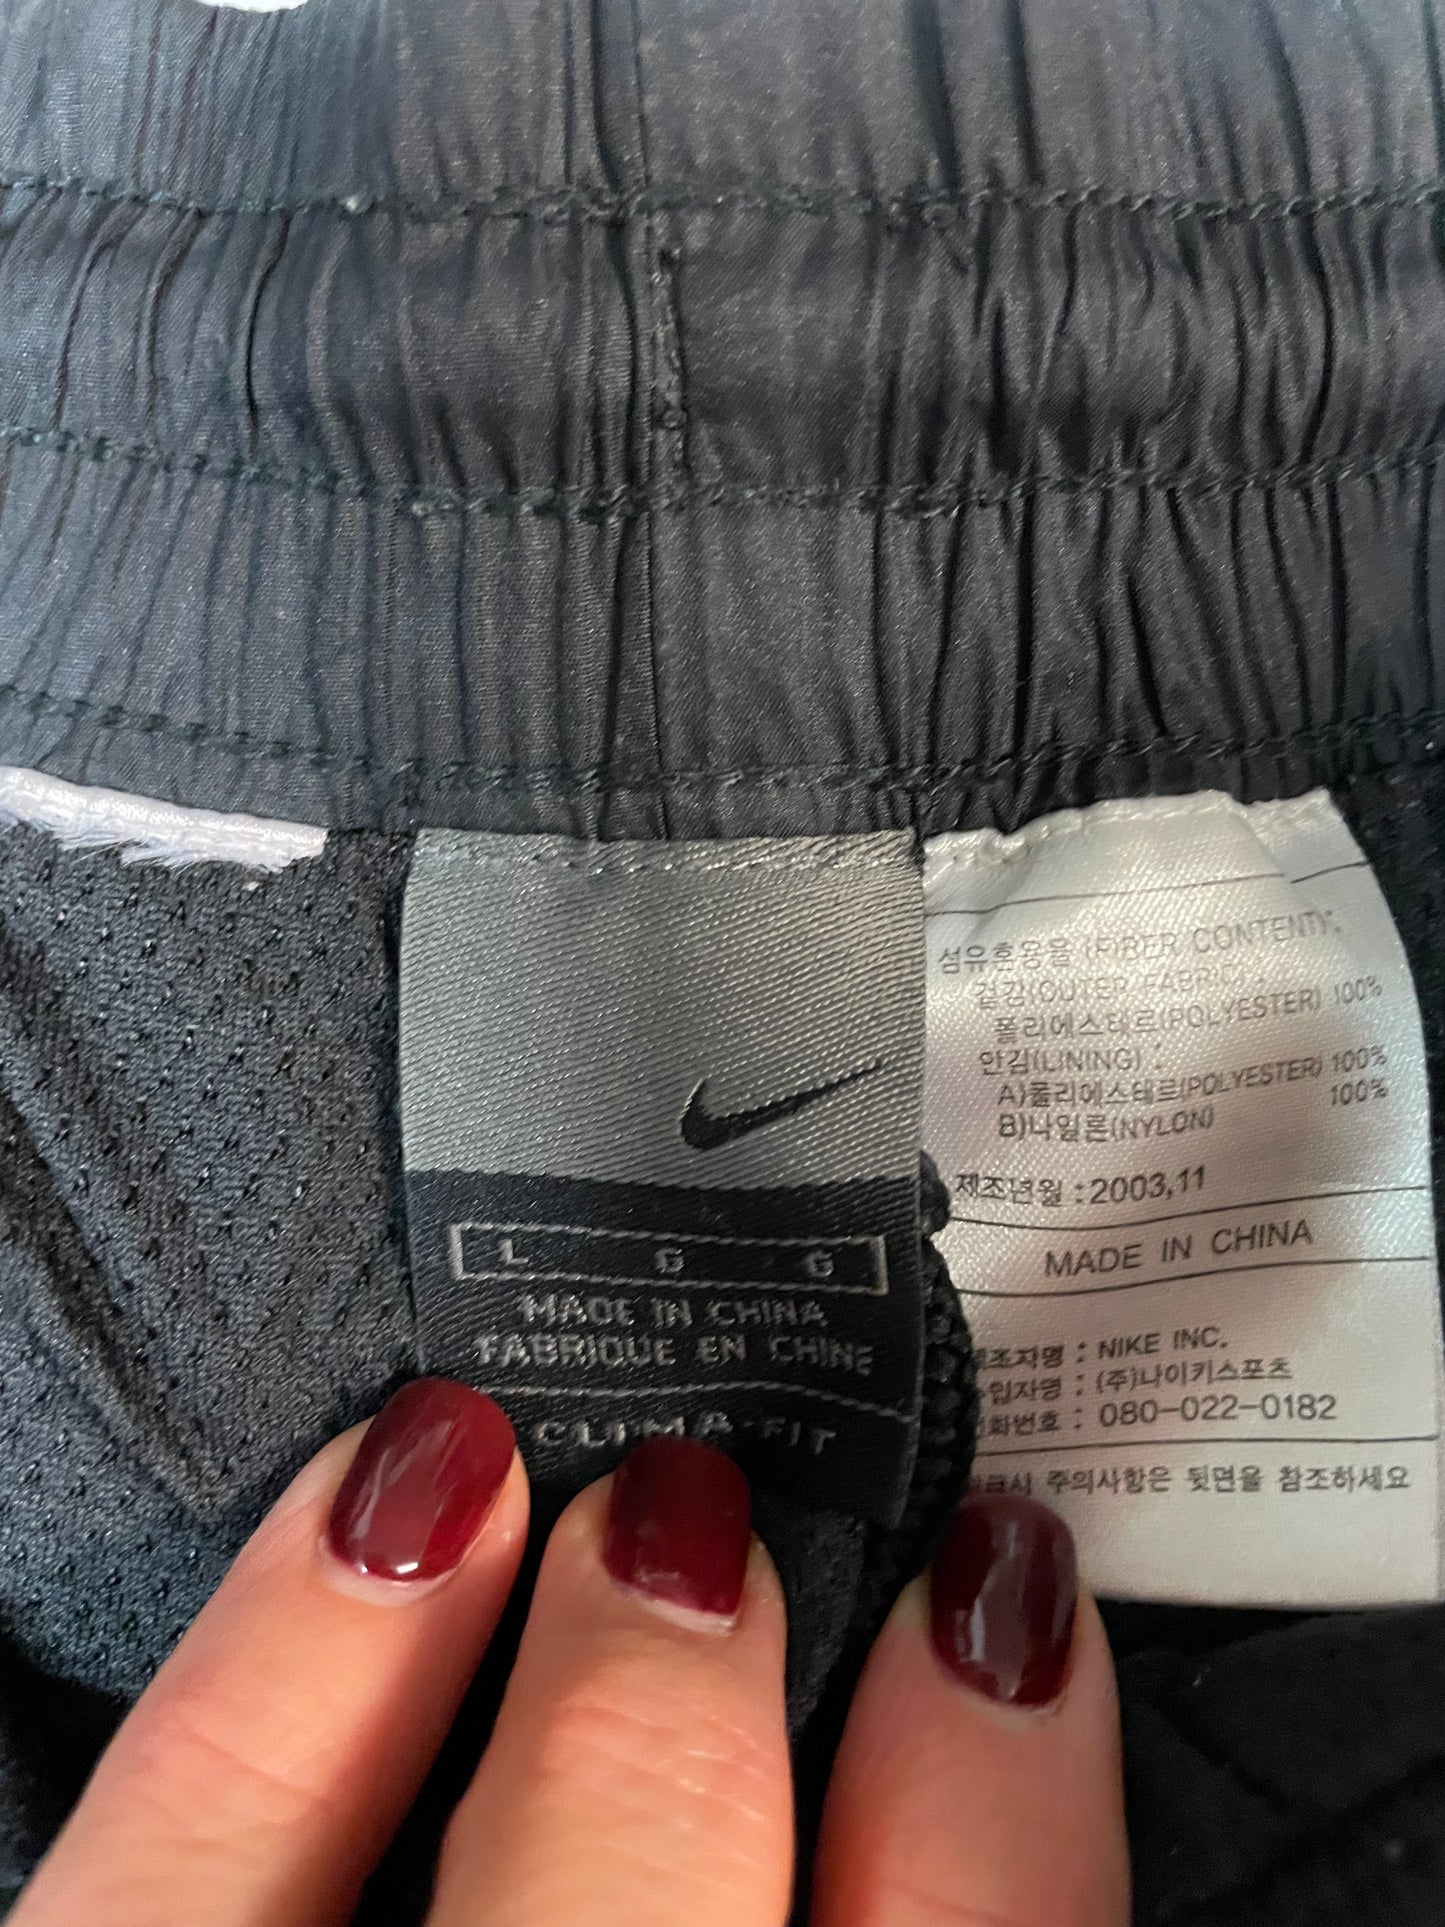 L G G
MADE IN CHINA
FABRIQUE EN CHINE
CLIMA-FIT
섬유혼용율 (FIBER CONTENT):
겉감(OUTER FABRIC) :
폴리에스테르(POLYESTER) 100%
안감(LINING) :
A)폴리에스테르(POLYESTER) 100%
B)나일론(NYLON) 100%
제조년월 : 2003,11
MADE IN CHINA
: NIKE INC.
: (주)나이키스포츠
: 080-022-0182
주의사항은 뒷면을 참조하세요